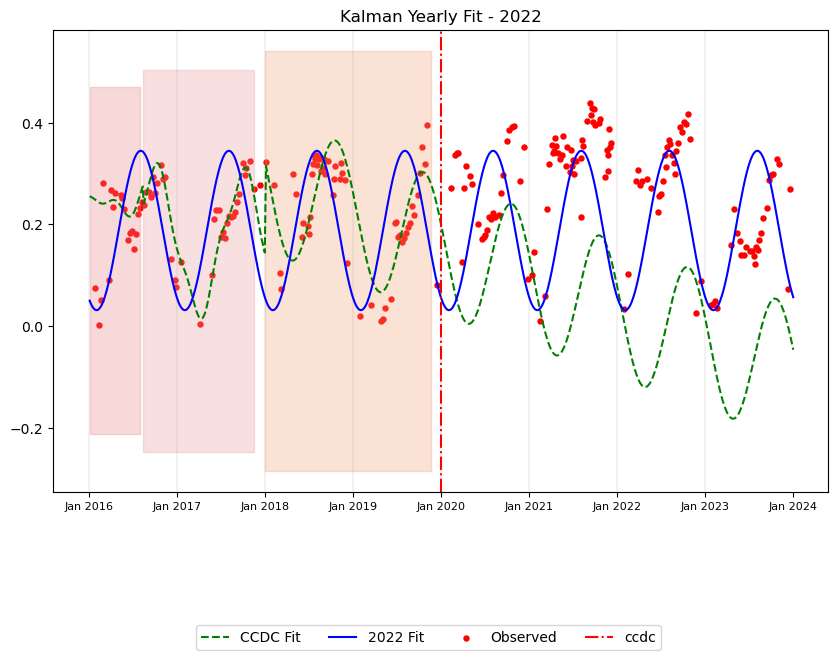 Kalman Yearly Fit - 2022
0.4
0.2
0.0
−0.2
Jan 2016 Jan 2017 Jan 2018 Jan 2019 Jan 2020 Jan 2021 Jan 2022 Jan 2023 Jan 2024
CCDC Fit 2022 Fit Observed ccdc